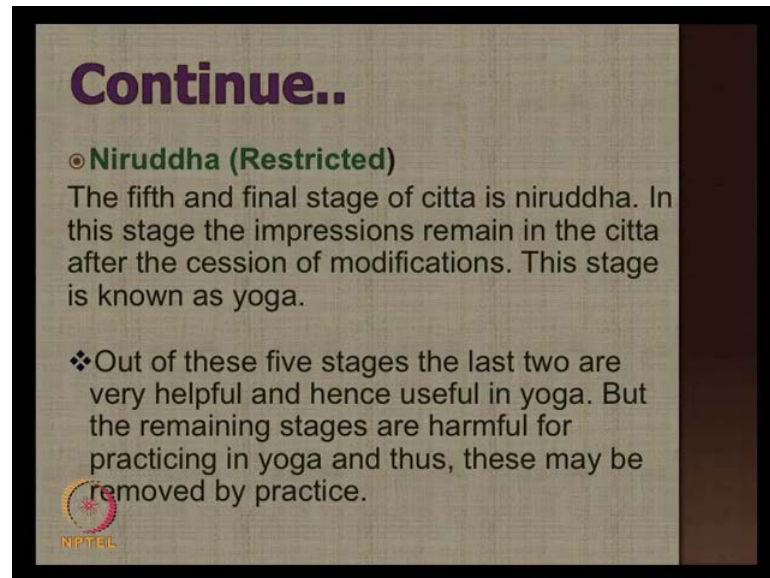 Continue..
Niruddha (Restricted)
The fifth and final stage of citta is niruddha. In
this stage the impressions remain in the citta
after the cession of modifications. This stage
is known as yoga.
❖Out of these five stages the last two are
very helpful and hence useful in yoga. But
the remaining stages are harmful for
practicing in yoga and thus, these may be
removed by practice.
NPTEL